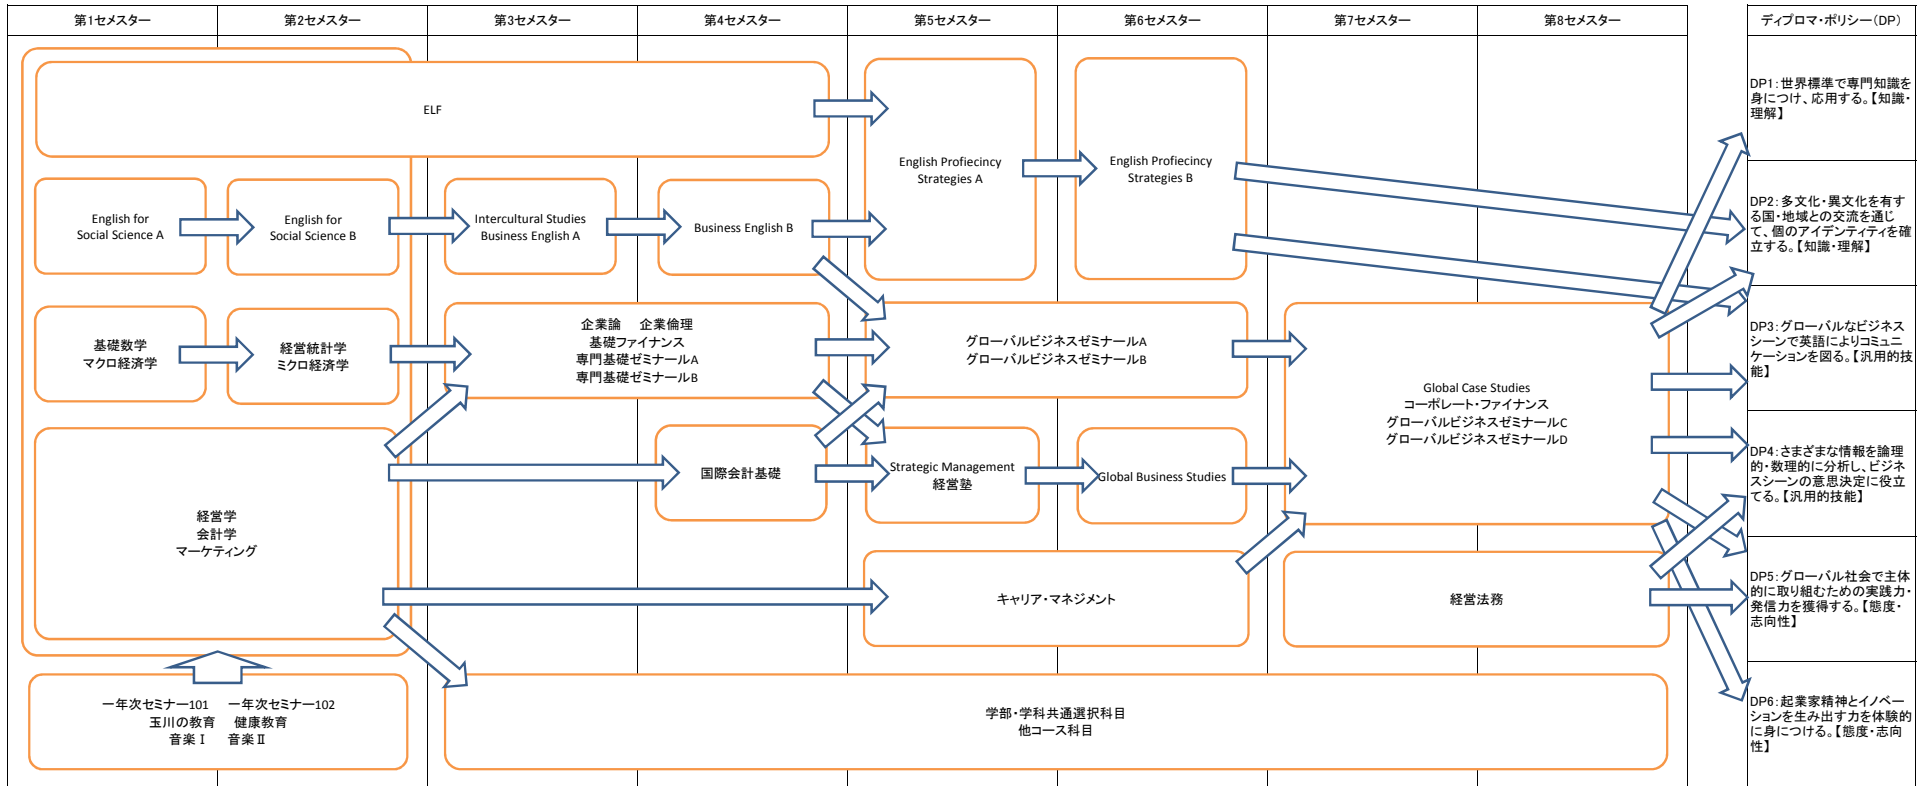 第1セメスター
第2セメスター
第3セメスター
第4セメスター
第5セメスター
第6セメスター
第7セメスター
第8セメスター
ディプロマ・ポリシー(DP)
ELF
English for
Social Science A
English for
Social Science B
Intercultural Studies
Business English A
Business English B
English Profiecincy
Strategies A
English Profiecincy
Strategies B
基礎数学
マクロ経済学
経営統計学
ミクロ経済学
企業論 企業倫理
基礎ファイナンス
専門基礎ゼミナールA
専門基礎ゼミナールB
グローバルビジネスゼミナールA
グローバルビジネスゼミナールB
Global Case Studies
コーポレート・ファイナンス
グローバルビジネスゼミナールC
グローバルビジネスゼミナールD
経営学
会計学
マーケティング
国際会計基礎
Strategic Management
経営塾
Global Business Studies
キャリア・マネジメント
経営法務
一年次セミナー101 一年次セミナー102
玉川の教育 健康教育
音楽Ⅰ 音楽Ⅱ
学部・学科共通選択科目
他コース科目
DP1:世界標準で専門知識を
身につけ、応用する。【知識・
理解】
DP2:多文化・異文化を有す
る国・地域との交流を通じ
て、個のアイデンティティを確
立する。【知識・理解】
DP3:グローバルなビジネス
シーンで英語によりコミュニ
ケーションを図る。【汎用的技
能】
DP4:さまざまな情報を論理
的・数理的に分析し、ビジネ
スシーンの意思決定に役立
てる。【汎用的技能】
DP5:グローバル社会で主体
的に取り組むための実践力・
発信力を獲得する。【態度・
志向性】
DP6:起業家精神とイノベー
ションを生み出す力を体験的
に身につける。【態度・志向
性】